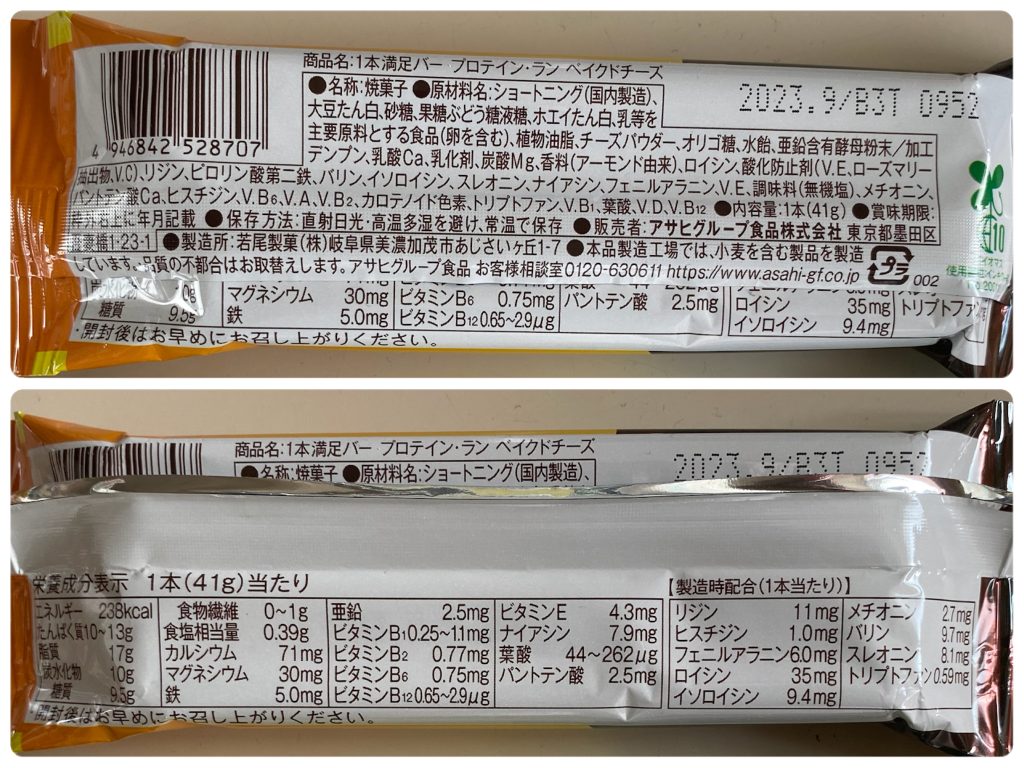 商品名:1本満足バー プロテイン・ラン ベイクドチーズ
●名称:焼菓子 ●原材料名:ショートニング(国内製造)、
大豆たん白、砂糖、果糖ぶどう糖液糖、ホエイたん白、乳等を
主要原料とする食品(卵を含む)、植物油脂、チーズパウダー、オリゴ糖、水飴、亜鉛含有酵母粉末/加工
デンプン、乳酸Ca、乳化剤、炭酸Mg、香料(アーモンド由来)、ロイシン、酸化防止剤(V.E、ローズマリー
抽出物、V.C)、リジン、ピロリン酸第二鉄、バリン、イソロイシン、スレオニン、ナイアシン、フェニルアラニン、V.E、調味料(無機塩)、メチオニン、
パントテン酸Ca、ヒスチジン、V.B6、V.A、V.B2、カロテノイド色素、トリプトファン、V.B1、葉酸、V.D、V.B12 ●内容量:1本(41g) ●賞味期限:
右上に年月記載 ●保存方法:直射日光・高温多湿を避け、常温で保存 ●販売者:アサヒグループ食品株式会社 東京都墨田区
1-23-1 ●製造所:若尾製菓(株)岐阜県美濃加茂市あじさいヶ丘1-7 ●本品製造工場では、小麦を含む製品を製造
しています。品質の不都合はお取替えします。アサヒグループ食品 お客様相談室0120-630611 https://www.asahi-gf.co.jp
プラ
002
2023.9/B3T 0952
4 946842 528707
糖質 9.5g
マグネシウム 30mg
鉄 5.0mg
ビタミンB6 0.75mg
ビタミンB12 0.65~2.9μg
パントテン酸 2.5mg
ロイシン 35mg
イソロイシン 9.4mg
トリプトファ
・開封後はお早めにお召し上がりください。
商品名:1本満足バー プロテイン・ラン ベイクドチーズ
●名称:焼菓子 ●原材料名:ショートニング(国内製造)、
2023.9/B3T 0952
栄養成分表示 1本(41g)当たり
エネルギー 238kcal
たんぱく質 10~13g
脂質 17g
炭水化物 10g
糖質 9.5g
食物繊維 0~1g
食塩相当量 0.39g
カルシウム 71mg
マグネシウム 30mg
鉄 5.0mg
亜鉛 2.5mg
ビタミンB1 0.25~1.1mg
ビタミンB2 0.77mg
ビタミンB6 0.75mg
ビタミンB12 0.65~2.9μg
ビタミンE 4.3mg
ナイアシン 7.9mg
葉酸 44~262μg
パントテン酸 2.5mg
【製造時配合(1本当たり)】
リジン 11mg
ヒスチジン 1.0mg
フェニルアラニン 6.0mg
ロイシン 35mg
イソロイシン 9.4mg
メチオニン 2.7mg
バリン 9.7mg
スレオニン 8.1mg
トリプトファン 0.59mg
開封後はお早めにお召し上がりください。